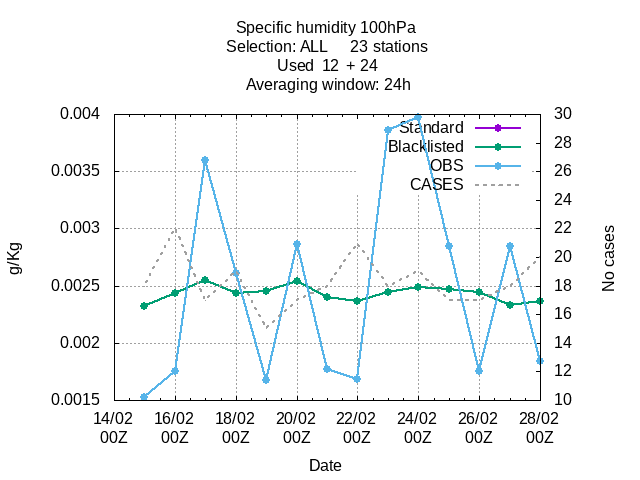 Specific humidity 100hPa
Selection: ALL 23 stations
Used 12 + 24
Averaging window: 24h
0.004
0.0035
0.003
0.0025
0.002
0.0015
g/Kg
Standard
Blacklisted
OBS
CASES
30
28
26
24
22
20
18
16
14
12
10
No cases
14/02 16/02 18/02 20/02 22/02 24/02 26/02 28/02
00Z 00Z 00Z 00Z 00Z 00Z 00Z 00Z
Date